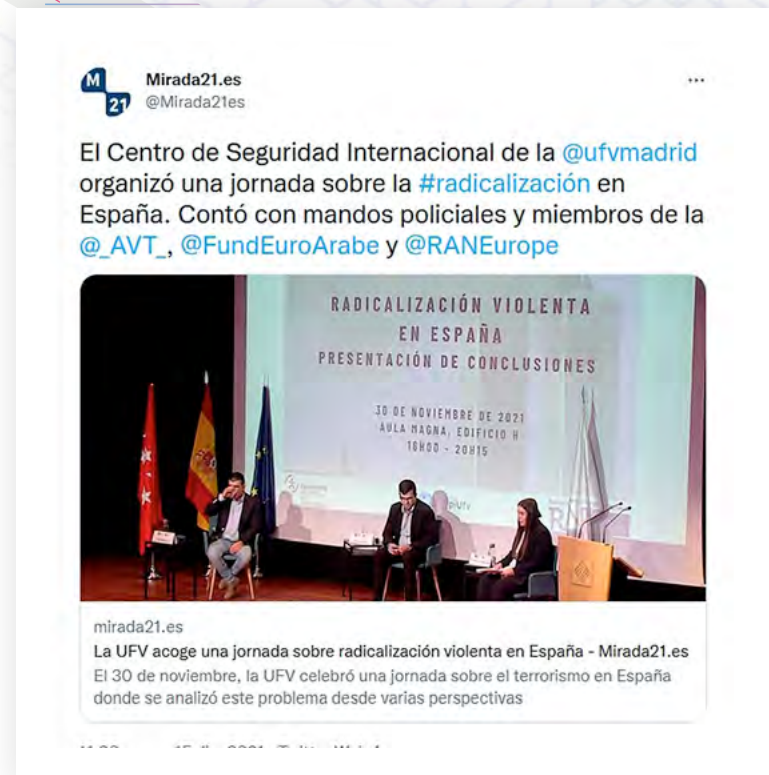 M
21
Mirada21.es
@Mirada21es
El Centro de Seguridad Internacional de la @ufvmadrid
organizó una jornada sobre la #radicalización en
España. Contó con mandos policiales y miembros de la
@_AVT_, @FundEuroArabe y @RANEurope
RADICALIZACIÓN VIOLENTA
EN ESPAÑA
PRESENTACIÓN DE CONCLUSIONES
30 DE NOVIEMBRE DE 2021
AULA MAGNA, EDIFICIO H
mirada21.es
La UFV acoge una jornada sobre radicalización violenta en España - Mirada21.es
El 30 de noviembre, la UFV celebró una jornada sobre el terrorismo en España
donde se analizó este problema desde varias perspectivas